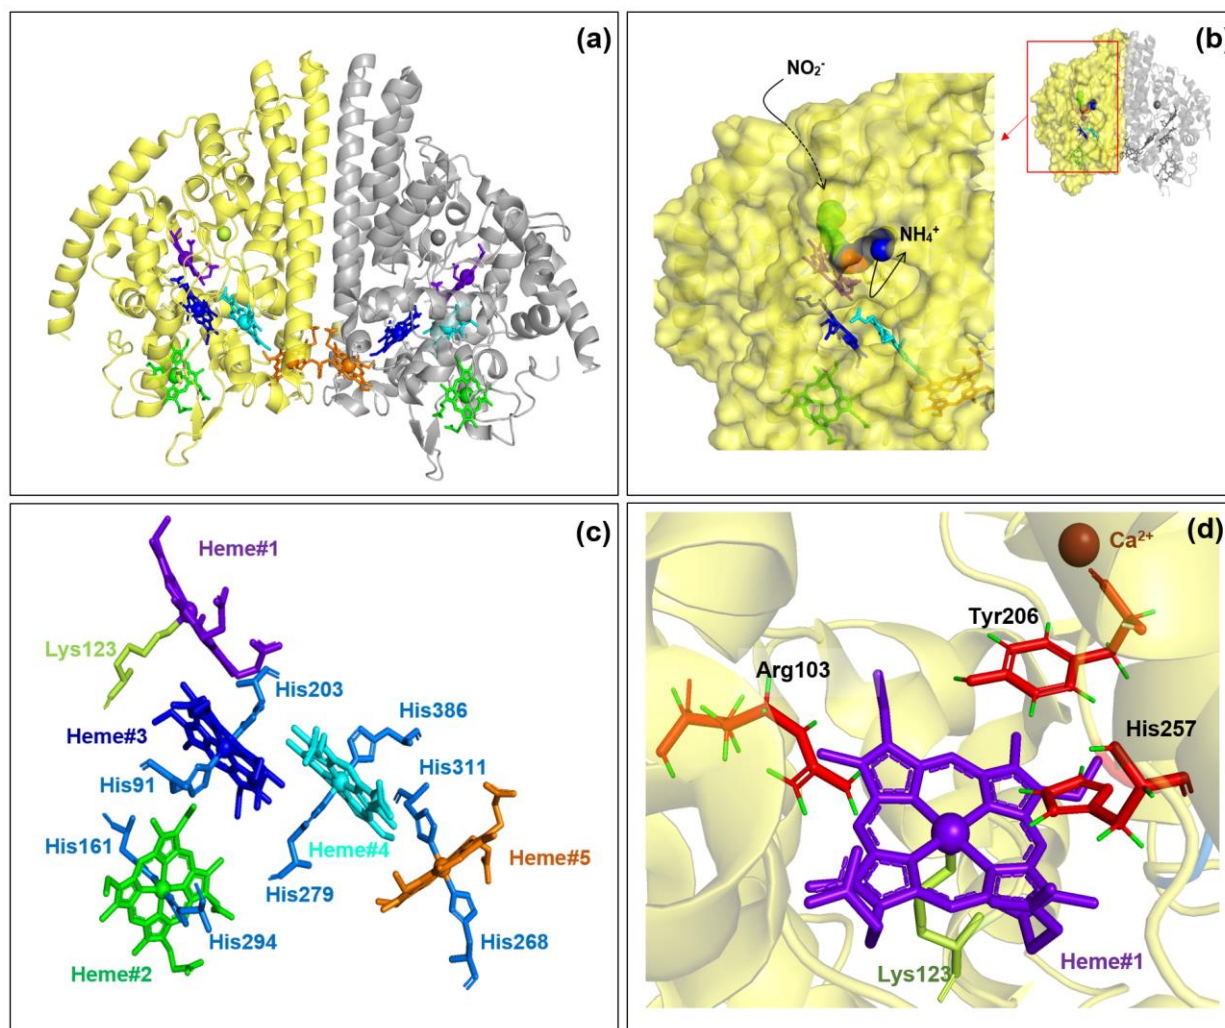 (a)
(b)
NO₂⁻
NH₄⁺
(c)
Heme#1
Lys123
His203
His386
Heme#3
His311
His91
His161
Heme#4
Heme#5
His279
His294
His268
Heme#2
(d)
Ca²⁺
Tyr206
Arg103
His257
Lys123
Heme#1